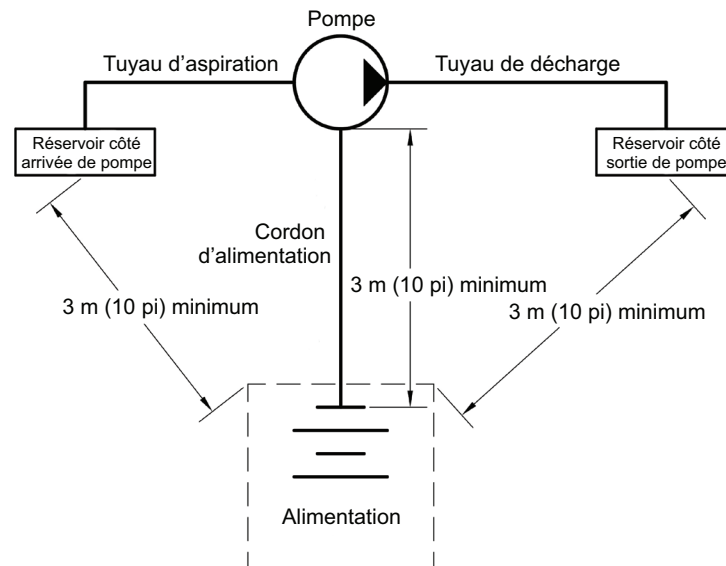 Pompe
Tuyau d’aspiration
Tuyau de décharge
Réservoir côté
arrivée de pompe
Réservoir côté
sortie de pompe
Cordon
d’alimentation
3 m (10 pi) minimum
3 m (10 pi) minimum
3 m (10 pi) minimum
Alimentation